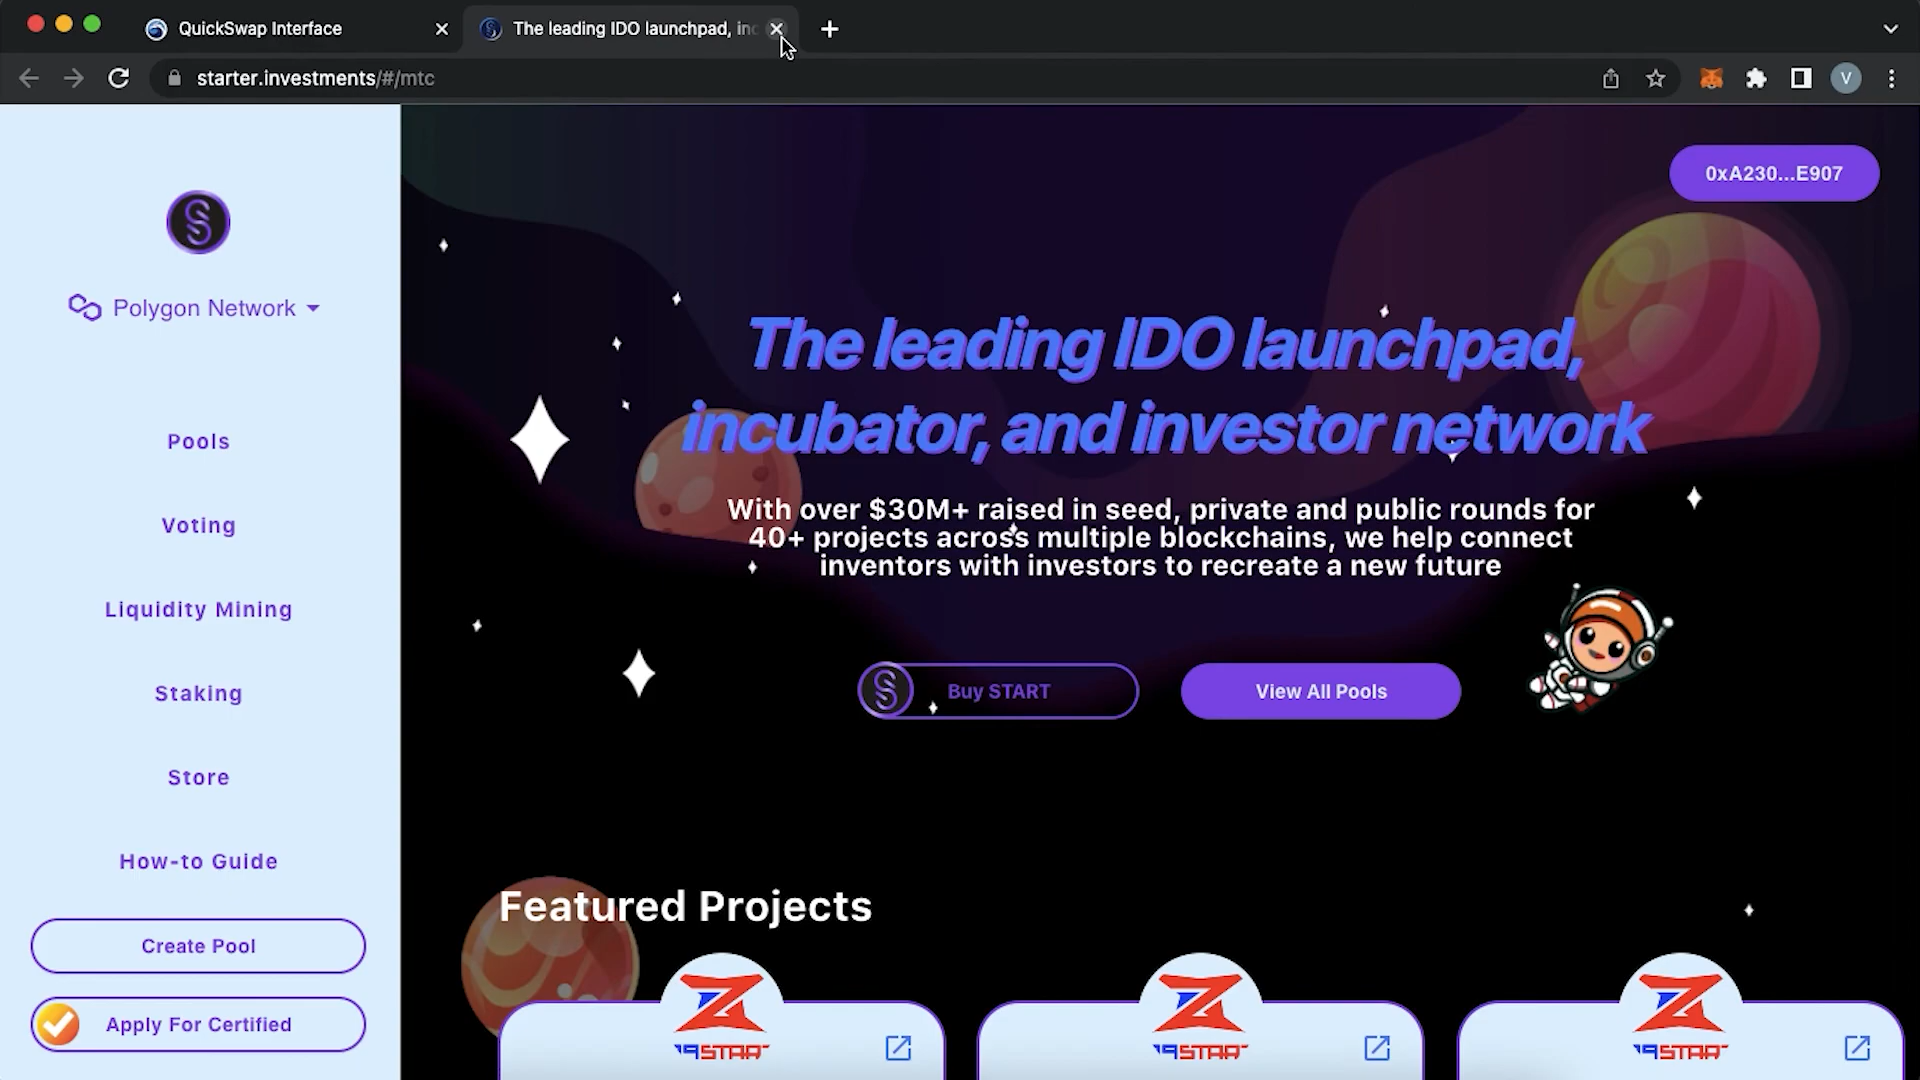 QuickSwap Interface
The leading IDO launchpad, inc
starter.investments/#/mtc
V
0xA230...E907
Polygon Network
Pools
Voting
Liquidity Mining
Staking
Store
How-to Guide
Create Pool
Apply For Certified
The leading IDO launchpad,
incubator, and investor network
With over $30M+ raised in seed, private and public rounds for
40+ projects across multiple blockchains, we help connect
inventors with investors to recreate a new future
Buy START
View All Pools
Featured Projects